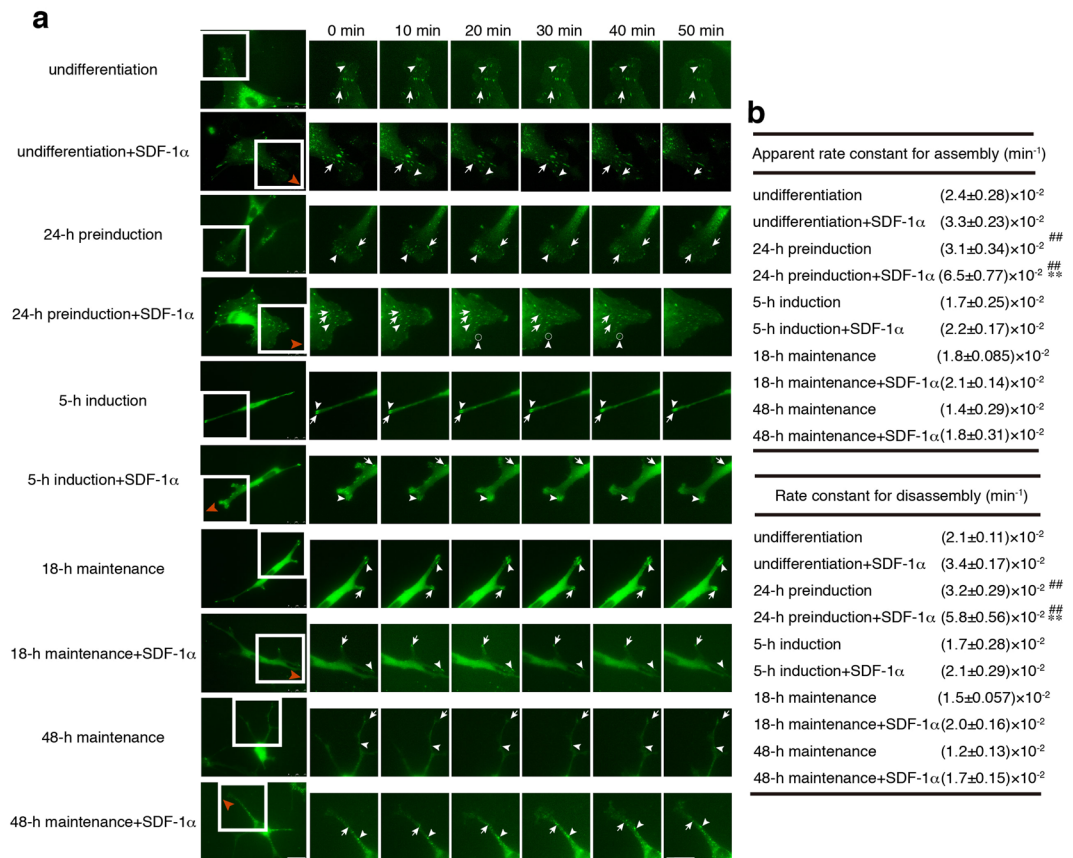 a
0 min 10 min 20 min 30 min 40 min 50 min
undifferentiation
undifferentiation+SDF-1α
24-h preinduction
24-h preinduction+SDF-1α
5-h induction
5-h induction+SDF-1α
18-h maintenance
18-h maintenance+SDF-1α
48-h maintenance
48-h maintenance+SDF-1α
b
Apparent rate constant for assembly (min⁻¹)
undifferentiation (2.4±0.28)×10⁻²
undifferentiation+SDF-1α (3.3±0.23)×10⁻²
24-h preinduction (3.1±0.34)×10⁻² ##
24-h preinduction+SDF-1α (6.5±0.77)×10⁻² ## **
5-h induction (1.7±0.25)×10⁻²
5-h induction+SDF-1α (2.2±0.17)×10⁻²
18-h maintenance (1.8±0.085)×10⁻²
18-h maintenance+SDF-1α (2.1±0.14)×10⁻²
48-h maintenance (1.4±0.29)×10⁻²
48-h maintenance+SDF-1α (1.8±0.31)×10⁻²
Rate constant for disassembly (min⁻¹)
undifferentiation (2.1±0.11)×10⁻²
undifferentiation+SDF-1α (3.4±0.17)×10⁻²
24-h preinduction (3.2±0.29)×10⁻² ##
24-h preinduction+SDF-1α (5.8±0.56)×10⁻² ## **
5-h induction (1.7±0.28)×10⁻²
5-h induction+SDF-1α (2.1±0.29)×10⁻²
18-h maintenance (1.5±0.057)×10⁻²
18-h maintenance+SDF-1α (2.0±0.16)×10⁻²
48-h maintenance (1.2±0.13)×10⁻²
48-h maintenance+SDF-1α (1.7±0.15)×10⁻²